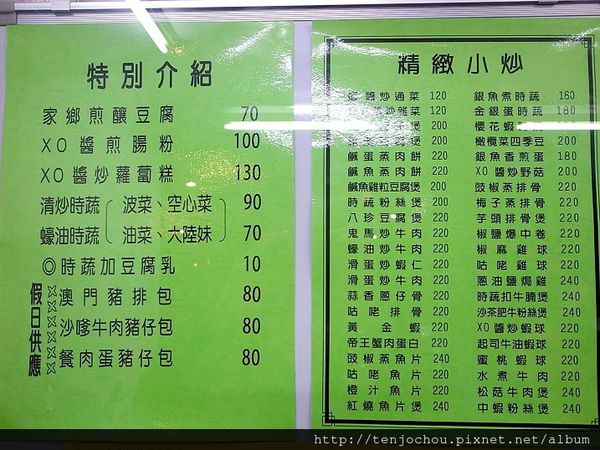 特別介紹
家鄉煎釀豆腐 70
XO醬煎腸粉 100
XO醬炒蘿蔔糕 130
清炒時蔬 波菜、空心菜 90
蠔油時蔬 油菜、大陸妹 70
◎時蔬加豆腐乳 10
假日供應
澳門豬排包 80
沙嗲牛肉豬仔包 80
餐肉蛋豬仔包 80
精緻小炒
醬炒通菜 120
120
200
鹹蛋蒸肉餅 220
鹹魚蒸肉餅 220
鹹魚雞粒豆腐煲 220
時蔬粉絲煲 220
八珍豆腐煲 220
鬼馬炒牛肉 220
蠔油炒牛肉 220
滑蛋炒蝦仁 220
滑蛋炒牛肉 220
蒜香蔥仔骨 220
咕咾排骨 220
黃金蝦 220
帝王蟹肉蛋白 220
豉椒蒸魚片 240
咕咾魚片 240
橙汁魚片 240
紅燒魚片煲 240
銀魚煮時蔬 180
金銀蛋時蔬 180
櫻花蝦 200
橄欖菜四季豆 200
銀魚香煎蛋 180
XO醬炒野菇 220
豉椒蒸排骨 220
梅子蒸排骨 220
芋頭排骨煲 220
椒鹽爆中卷 220
椒麻雞球 220
咕咾雞球 220
蔥油鹽焗雞 220
時蔬扣牛腩煲 240
沙茶肥牛粉絲煲 240
XO醬炒蝦球 220
起司牛油蝦球 220
蜜桃蝦球 220
水煮牛肉 220
松菇牛肉煲 240
中蝦粉絲煲 240
http://tenjochou.pixnet.net/album